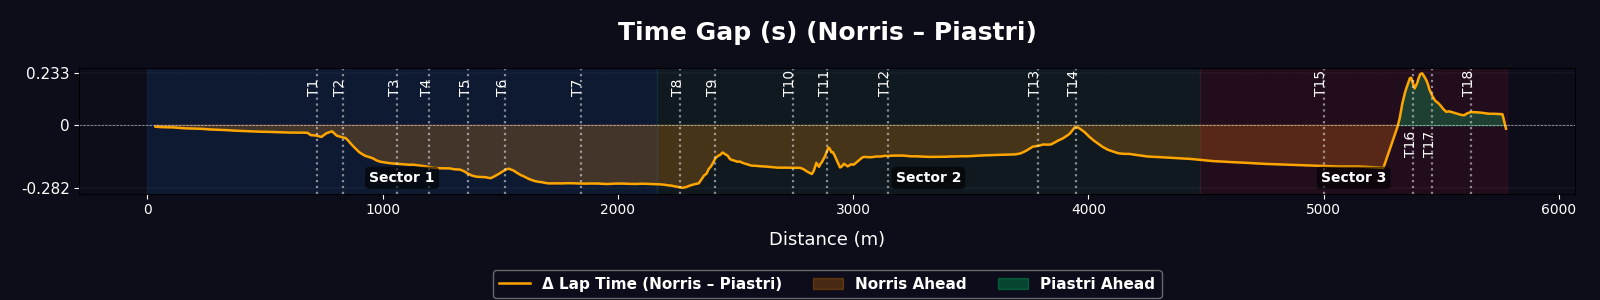 Time Gap (s) (Norris – Piastri)
0.233
0
-0.282
T1 T2 T3 T4 T5 T6 T7 T8 T9 T10 T11 T12 T13 T14 T15 T16 T17 T18
Sector 1 Sector 2 Sector 3
0 1000 2000 3000 4000 5000 6000
Distance (m)
Δ Lap Time (Norris – Piastri) Norris Ahead Piastri Ahead